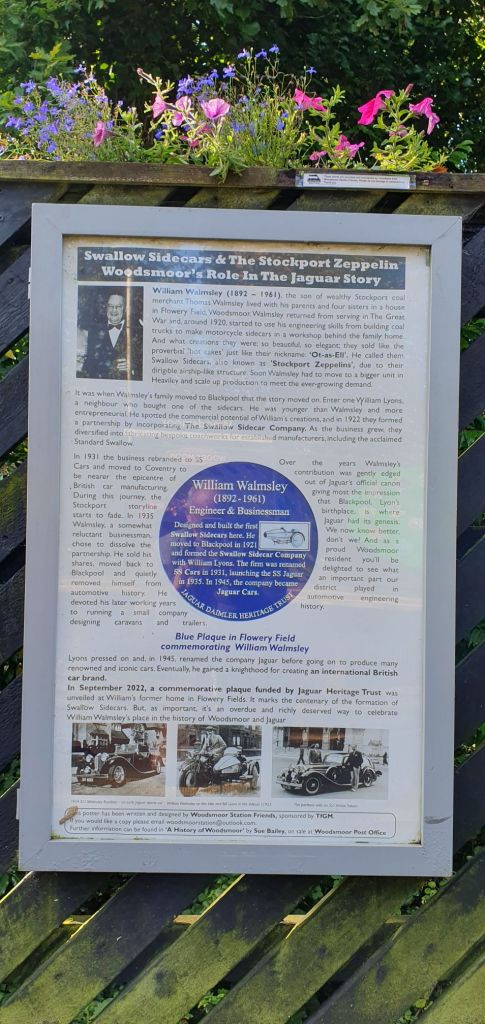 Swallow Sidecars & The Stockport Zeppelin
Woodsmoor's Role In The Jaguar Story
William Walmsley (1892 – 1961), the son of wealthy Stockport coal
merchant Thomas Walmsley lived with his parents and four sisters in a house
in Flowery Field, Woodsmoor. Walmsley returned from serving in The Great
War and, around 1920, started to use his engineering skills from building coal
trucks to make motorcycle sidecars in a workshop behind the family home.
And what creations they were; so beautiful, so elegant; they sold like the
proverbial 'hot cakes' just like their nickname: 'Ot-as-Ell'. He called them
Swallow Sidecars, also known as 'Stockport Zeppelins', due to their
dirigible airship-like structure. Soon Walmsley had to move to a bigger unit in
Heaviley and scale up production to meet the ever-growing demand.
It was when Walmsley's family moved to Blackpool that the story moved on. Enter one William Lyons,
a neighbour who bought one of the sidecars. He was younger than Walmsley and more
entrepreneurial. He spotted the commercial potential of William's creations, and in 1922 they formed
a partnership by incorporating The Swallow Sidecar Company. As the business grew, they
diversified into fabricating bespoke coachworks for established manufacturers, including the acclaimed
Standard Swallow.
In 1931 the business rebranded to SS
Cars and moved to Coventry to
be nearer the epicentre of
British car manufacturing.
During this journey, the
Stockport storyline
starts to fade. In 1935
Walmsley, a somewhat
reluctant businessman,
chose to dissolve the
partnership. He sold his
shares, moved back to
Blackpool and quietly
removed himself from
automotive history. He
devoted his later working years
to running a small company
designing caravans and trailers.
William Walmsley
(1892-1961)
Engineer & Businessman
Designed and built the first
Swallow Sidecars here. He
moved to Blackpool in 1921
and formed the Swallow Sidecar Company
with William Lyons. The firm was renamed
SS Cars in 1931, launching the SS Jaguar
in 1935. In 1945, the company became
Jaguar Cars.
JAGUAR DAIMLER HERITAGE TRUST
Over the years Walmsley's
contribution was gently edged
out of Jaguar's official canon
giving most the impression
that Blackpool, Lyon's
birthplace, is where
Jaguar had its genesis.
We now know better,
don't we? And as a
proud Woodsmoor
resident you'll be
delighted to see what
an important part our
district played in
automotive engineering
history.
Blue Plaque in Flowery Field
commemorating William Walmsley
Lyons pressed on and, in 1945, renamed the company Jaguar before going on to produce many
renowned and iconic cars. Eventually, he gained a knighthood for creating an international British
car brand.
In September 2022, a commemorative plaque funded by Jaguar Heritage Trust was
unveiled at William's former home in Flowery Fields. It marks the centenary of the formation of
Swallow Sidecars. But, as important, it's an overdue and richly deserved way to celebrate
William Walmsley's place in the history of Woodsmoor and Jaguar
This poster has been written and designed by Woodsmoor Station Friends, sponsored by TIGM.
If you would like a copy please email woodsmoorstation@outlook.com.
Further information can be found in 'A History of Woodsmoor' by Sue Bailey, on sale at Woodsmoor Post Office